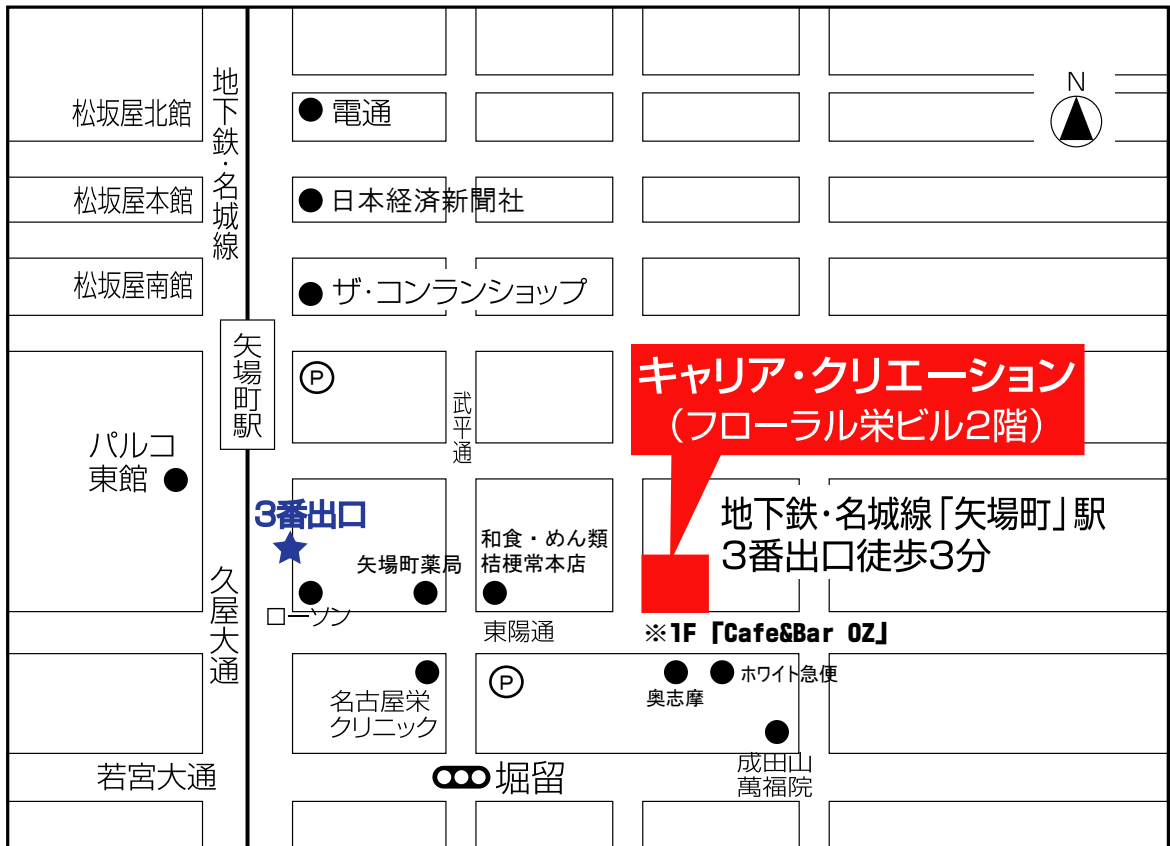 地下鉄・名城線
N
松坂屋北館
電通
松坂屋本館
日本経済新聞社
松坂屋南館
ザ・コンランショップ
矢場町駅
P
武平通
キャリア・クリエーション
(フローラル栄ビル2階)
パルコ
東館
3番出口
地下鉄・名城線「矢場町」駅
3番出口徒歩3分
和食・めん類
桔梗常本店
矢場町薬局
ローソン
久屋大通
東陽通
※1F『Cafe&Bar OZ』
P
ホワイト急便
奥志摩
名古屋栄
クリニック
成田山
萬福院
若宮大通
堀留